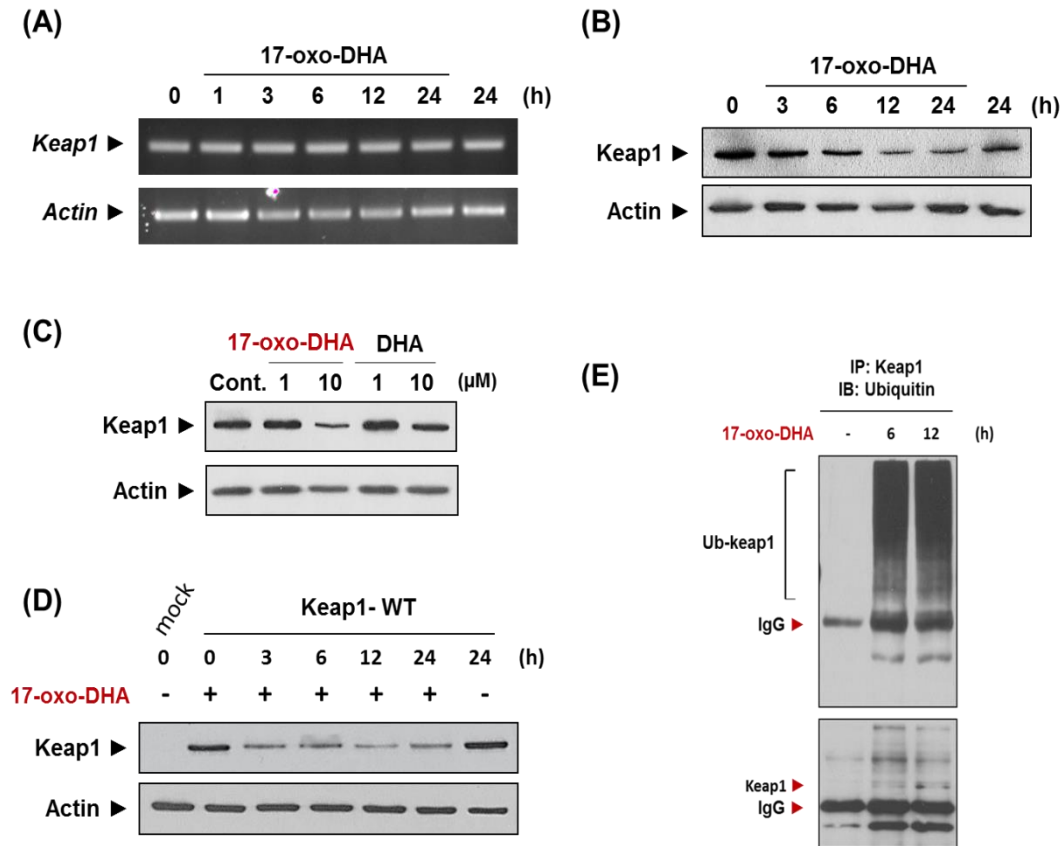 (A)
17-oxo-DHA
0 1 3 6 12 24 24 (h)
Keap1
Actin
(B)
17-oxo-DHA
0 3 6 12 24 24 (h)
Keap1
Actin
(C)
17-oxo-DHA DHA
Cont. 1 10 1 10 (μM)
Keap1
Actin
(D)
mock
Keap1- WT
0 0 3 6 12 24 24 (h)
17-oxo-DHA - + + + + + -
Keap1
Actin
(E)
IP: Keap1
IB: Ubiquitin
17-oxo-DHA - 6 12 (h)
Ub-keap1
IgG
Keap1
IgG